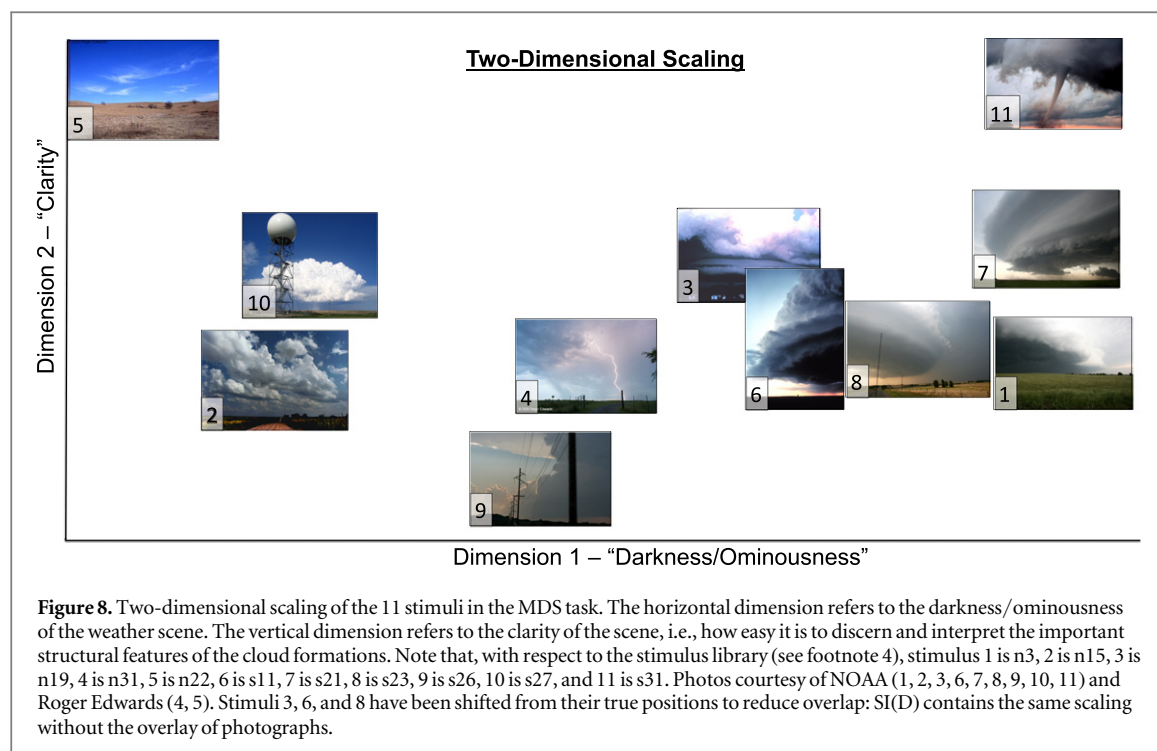 Two-Dimensional Scaling
5
11
10
3
7
2
4
6
8
1
9
Dimension 2 – “Clarity”
Dimension 1 – “Darkness/Ominousness”
Figure 8. Two-dimensional scaling of the 11 stimuli in the MDS task. The horizontal dimension refers to the darkness/ominousness
of the weather scene. The vertical dimension refers to the clarity of the scene, i.e., how easy it is to discern and interpret the important
structural features of the cloud formations. Note that, with respect to the stimulus library (see footnote 4), stimulus 1 is n3, 2 is n15, 3 is
n19, 4 is n31, 5 is n22, 6 is s11, 7 is s21, 8 is s23, 9 is s26, 10 is s27, and 11 is s31. Photos courtesy of NOAA (1, 2, 3, 6, 7, 8, 9, 10, 11) and
Roger Edwards (4, 5). Stimuli 3, 6, and 8 have been shifted from their true positions to reduce overlap: SI(D) contains the same scaling
without the overlay of photographs.